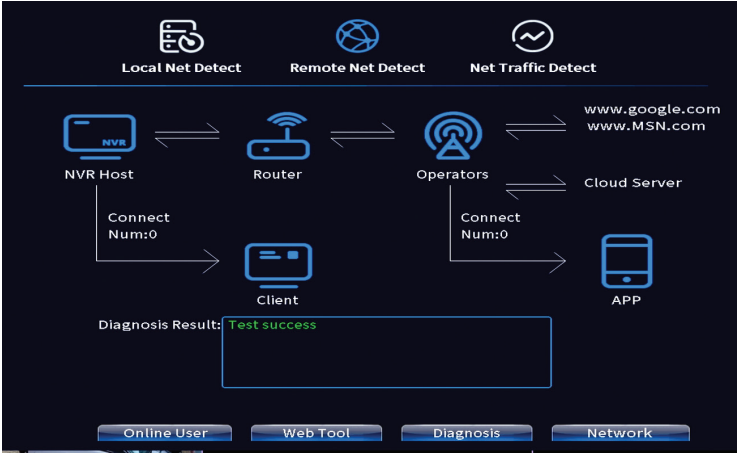 Local Net Detect
Remote Net Detect
Net Traffic Detect
NVR
NVR Host
Router
Operators
www.google.com
www.MSN.com
Cloud Server
Connect
Num:0
Connect
Num:0
Client
APP
Diagnosis Result:
Test success
Online User
Web Tool
Diagnosis
Network